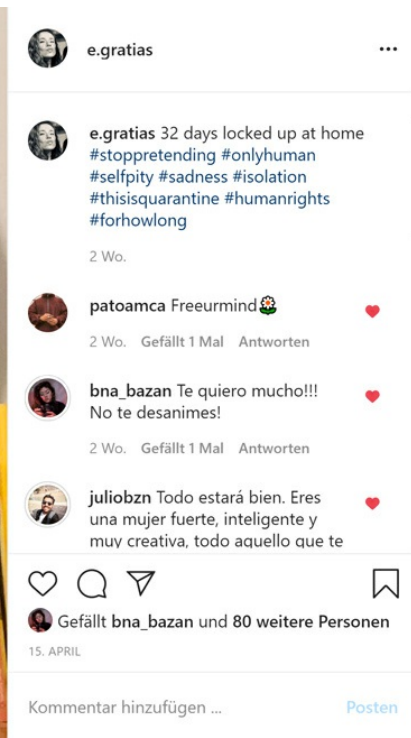 e.gratias
e.gratias 32 days locked up at home
#stoppretending #onlyhuman
#selfpity #sadness #isolation
#thisisquarantine #humanrights
#forhowlong
2 Wo.
patoamca Freeurmind🌼
2 Wo. Gefällt 1 Mal Antworten
bna_bazan Te quiero mucho!!!
No te desanimes!
2 Wo. Gefällt 1 Mal Antworten
juliobzn Todo estará bien. Eres
una mujer fuerte, inteligente y
muy creativa, todo aquello que te
Gefällt bna_bazan und 80 weitere Personen
15. APRIL
Kommentar hinzufügen ... Posten